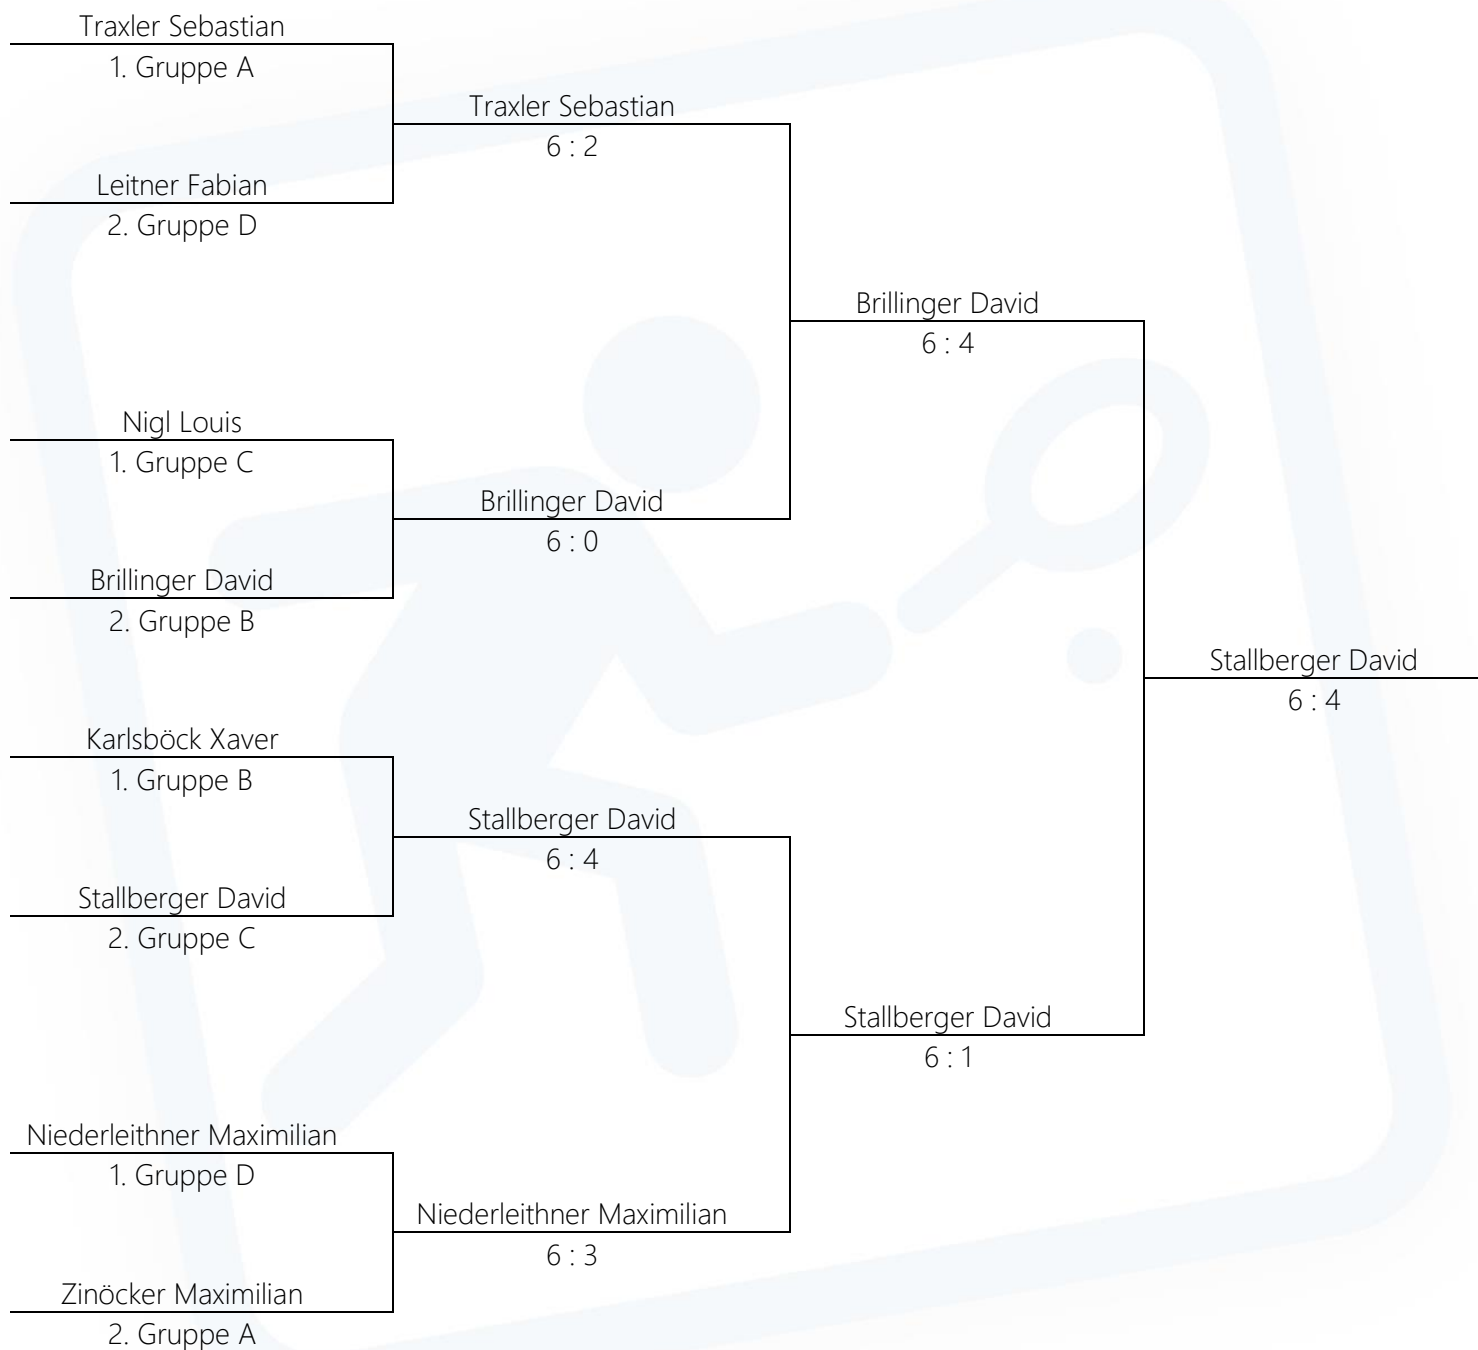 Traxler Sebastian
1. Gruppe A
Traxler Sebastian
6 : 2
Leitner Fabian
2. Gruppe D
Brillinger David
6 : 4
Nigl Louis
1. Gruppe C
Brillinger David
6 : 0
Brillinger David
2. Gruppe B
Stallberger David
6 : 4
Karlsböck Xaver
1. Gruppe B
Stallberger David
6 : 4
Stallberger David
2. Gruppe C
Stallberger David
6 : 1
Niederleithner Maximilian
1. Gruppe D
Niederleithner Maximilian
6 : 3
Zinöcker Maximilian
2. Gruppe A